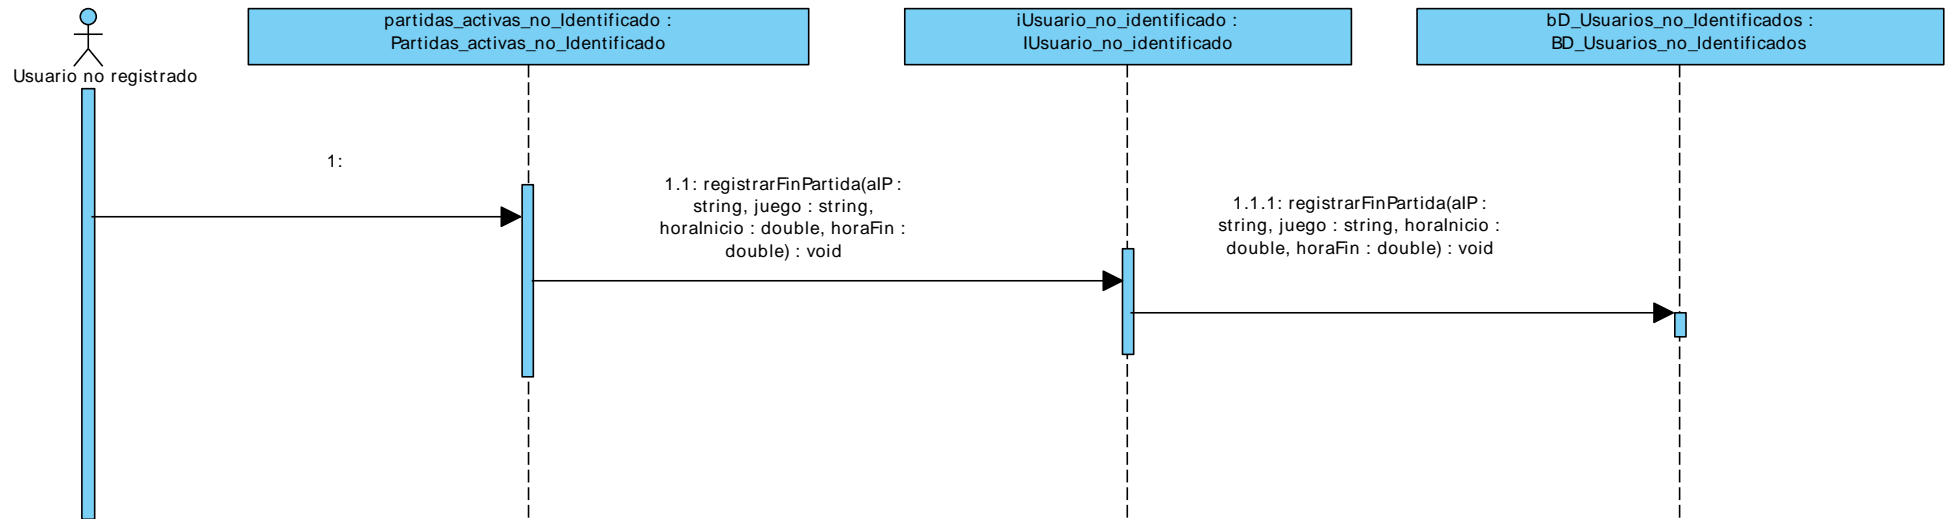 partidas_activas_no_Identificado :
Partidas_activas_no_Identificado
iUsuario_no_identificado :
IUsuario_no_identificado
bD_Usuarios_no_Identificados :
BD_Usuarios_no_Identificados
Usuario no registrado
1:
1.1: registrarFinPartida(aIP :
string, juego : string,
horaInicio : double, horaFin :
double) : void
1.1.1: registrarFinPartida(aIP :
string, juego : string, horaInicio :
double, horaFin : double) : void